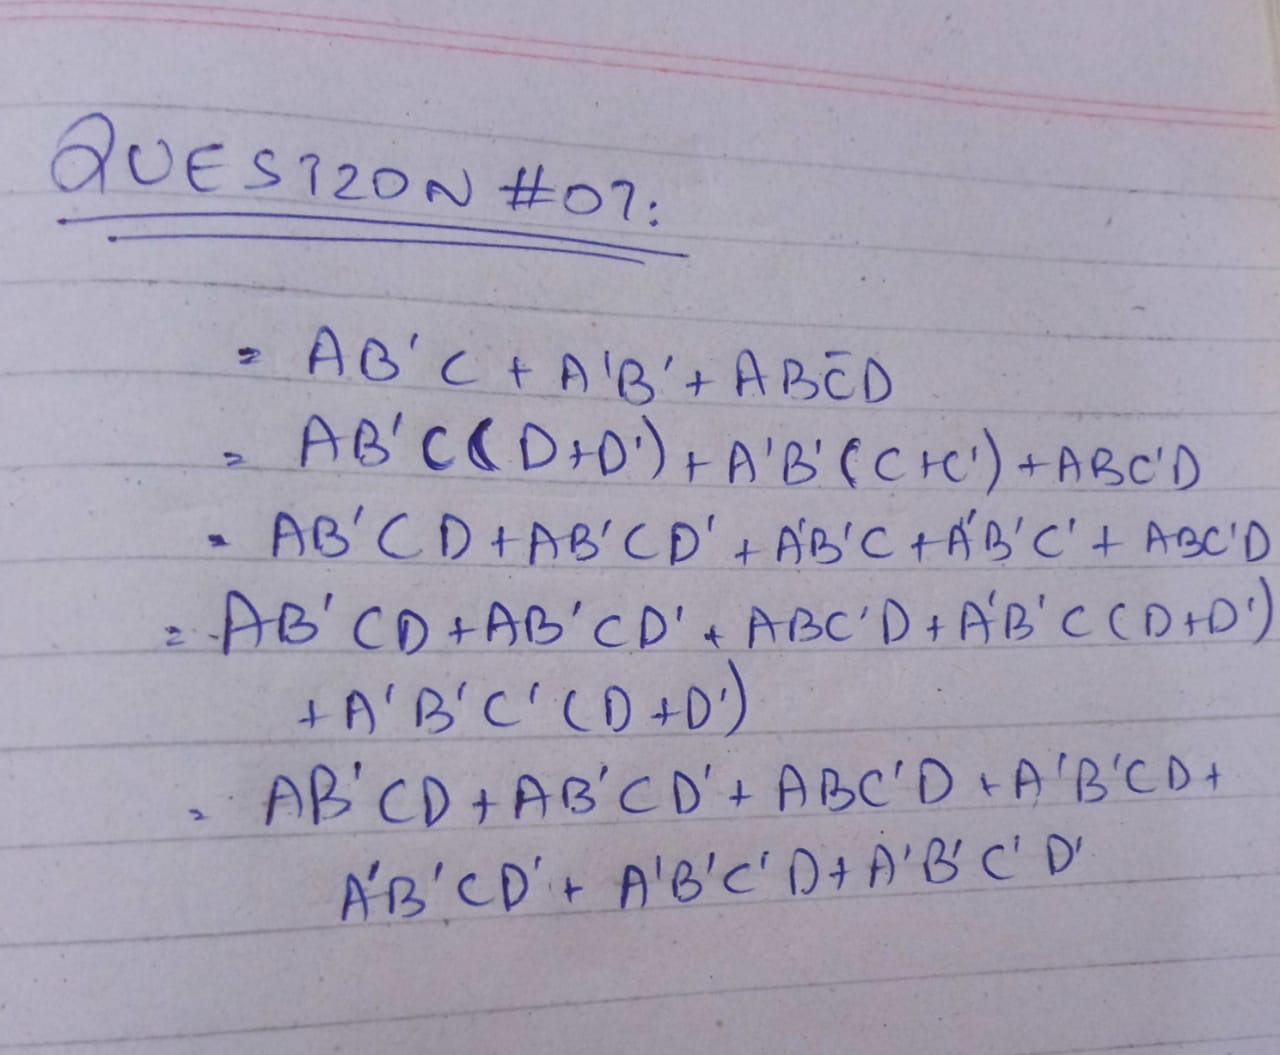 QUESTION #07:
= AB'C + A'B' + ABC̄D
= AB'C(D+D') + A'B'(C+C') + ABC'D
= AB'CD + AB'CD' + A'B'C + A'B'C' + ABC'D
= AB'CD + AB'CD' + ABC'D + A'B'C(D+D')
+ A'B'C'(D+D')
= AB'CD + AB'CD' + ABC'D + A'B'CD +
A'B'CD' + A'B'C'D + A'B'C'D'